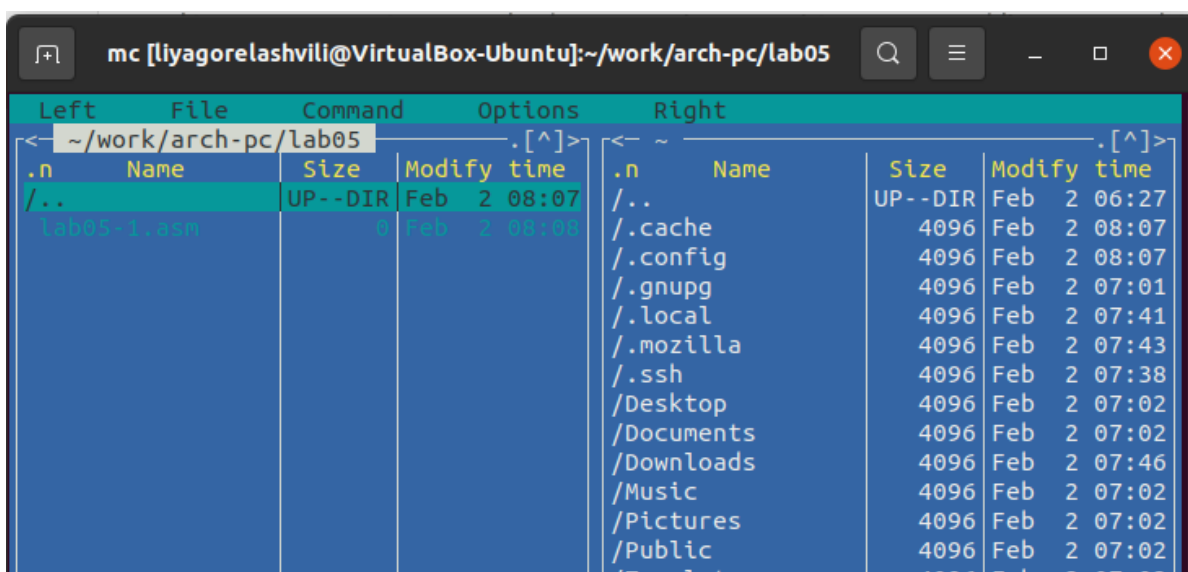 mc [liyagorelashvili@VirtualBox-Ubuntu]:~/work/arch-pc/lab05
Left File Command Options Right
<─ ~/work/arch-pc/lab05 ─.[^]>
.n Name Size Modify time
/.. UP--DIR Feb 2 08:07
lab05-1.asm 0 Feb 2 08:08
<─ ~ ─.[^]>
.n Name Size Modify time
/.. UP--DIR Feb 2 06:27
/.cache 4096 Feb 2 08:07
/.config 4096 Feb 2 08:07
/.gnupg 4096 Feb 2 07:01
/.local 4096 Feb 2 07:41
/.mozilla 4096 Feb 2 07:43
/.ssh 4096 Feb 2 07:38
/Desktop 4096 Feb 2 07:02
/Documents 4096 Feb 2 07:02
/Downloads 4096 Feb 2 07:46
/Music 4096 Feb 2 07:02
/Pictures 4096 Feb 2 07:02
/Public 4096 Feb 2 07:02